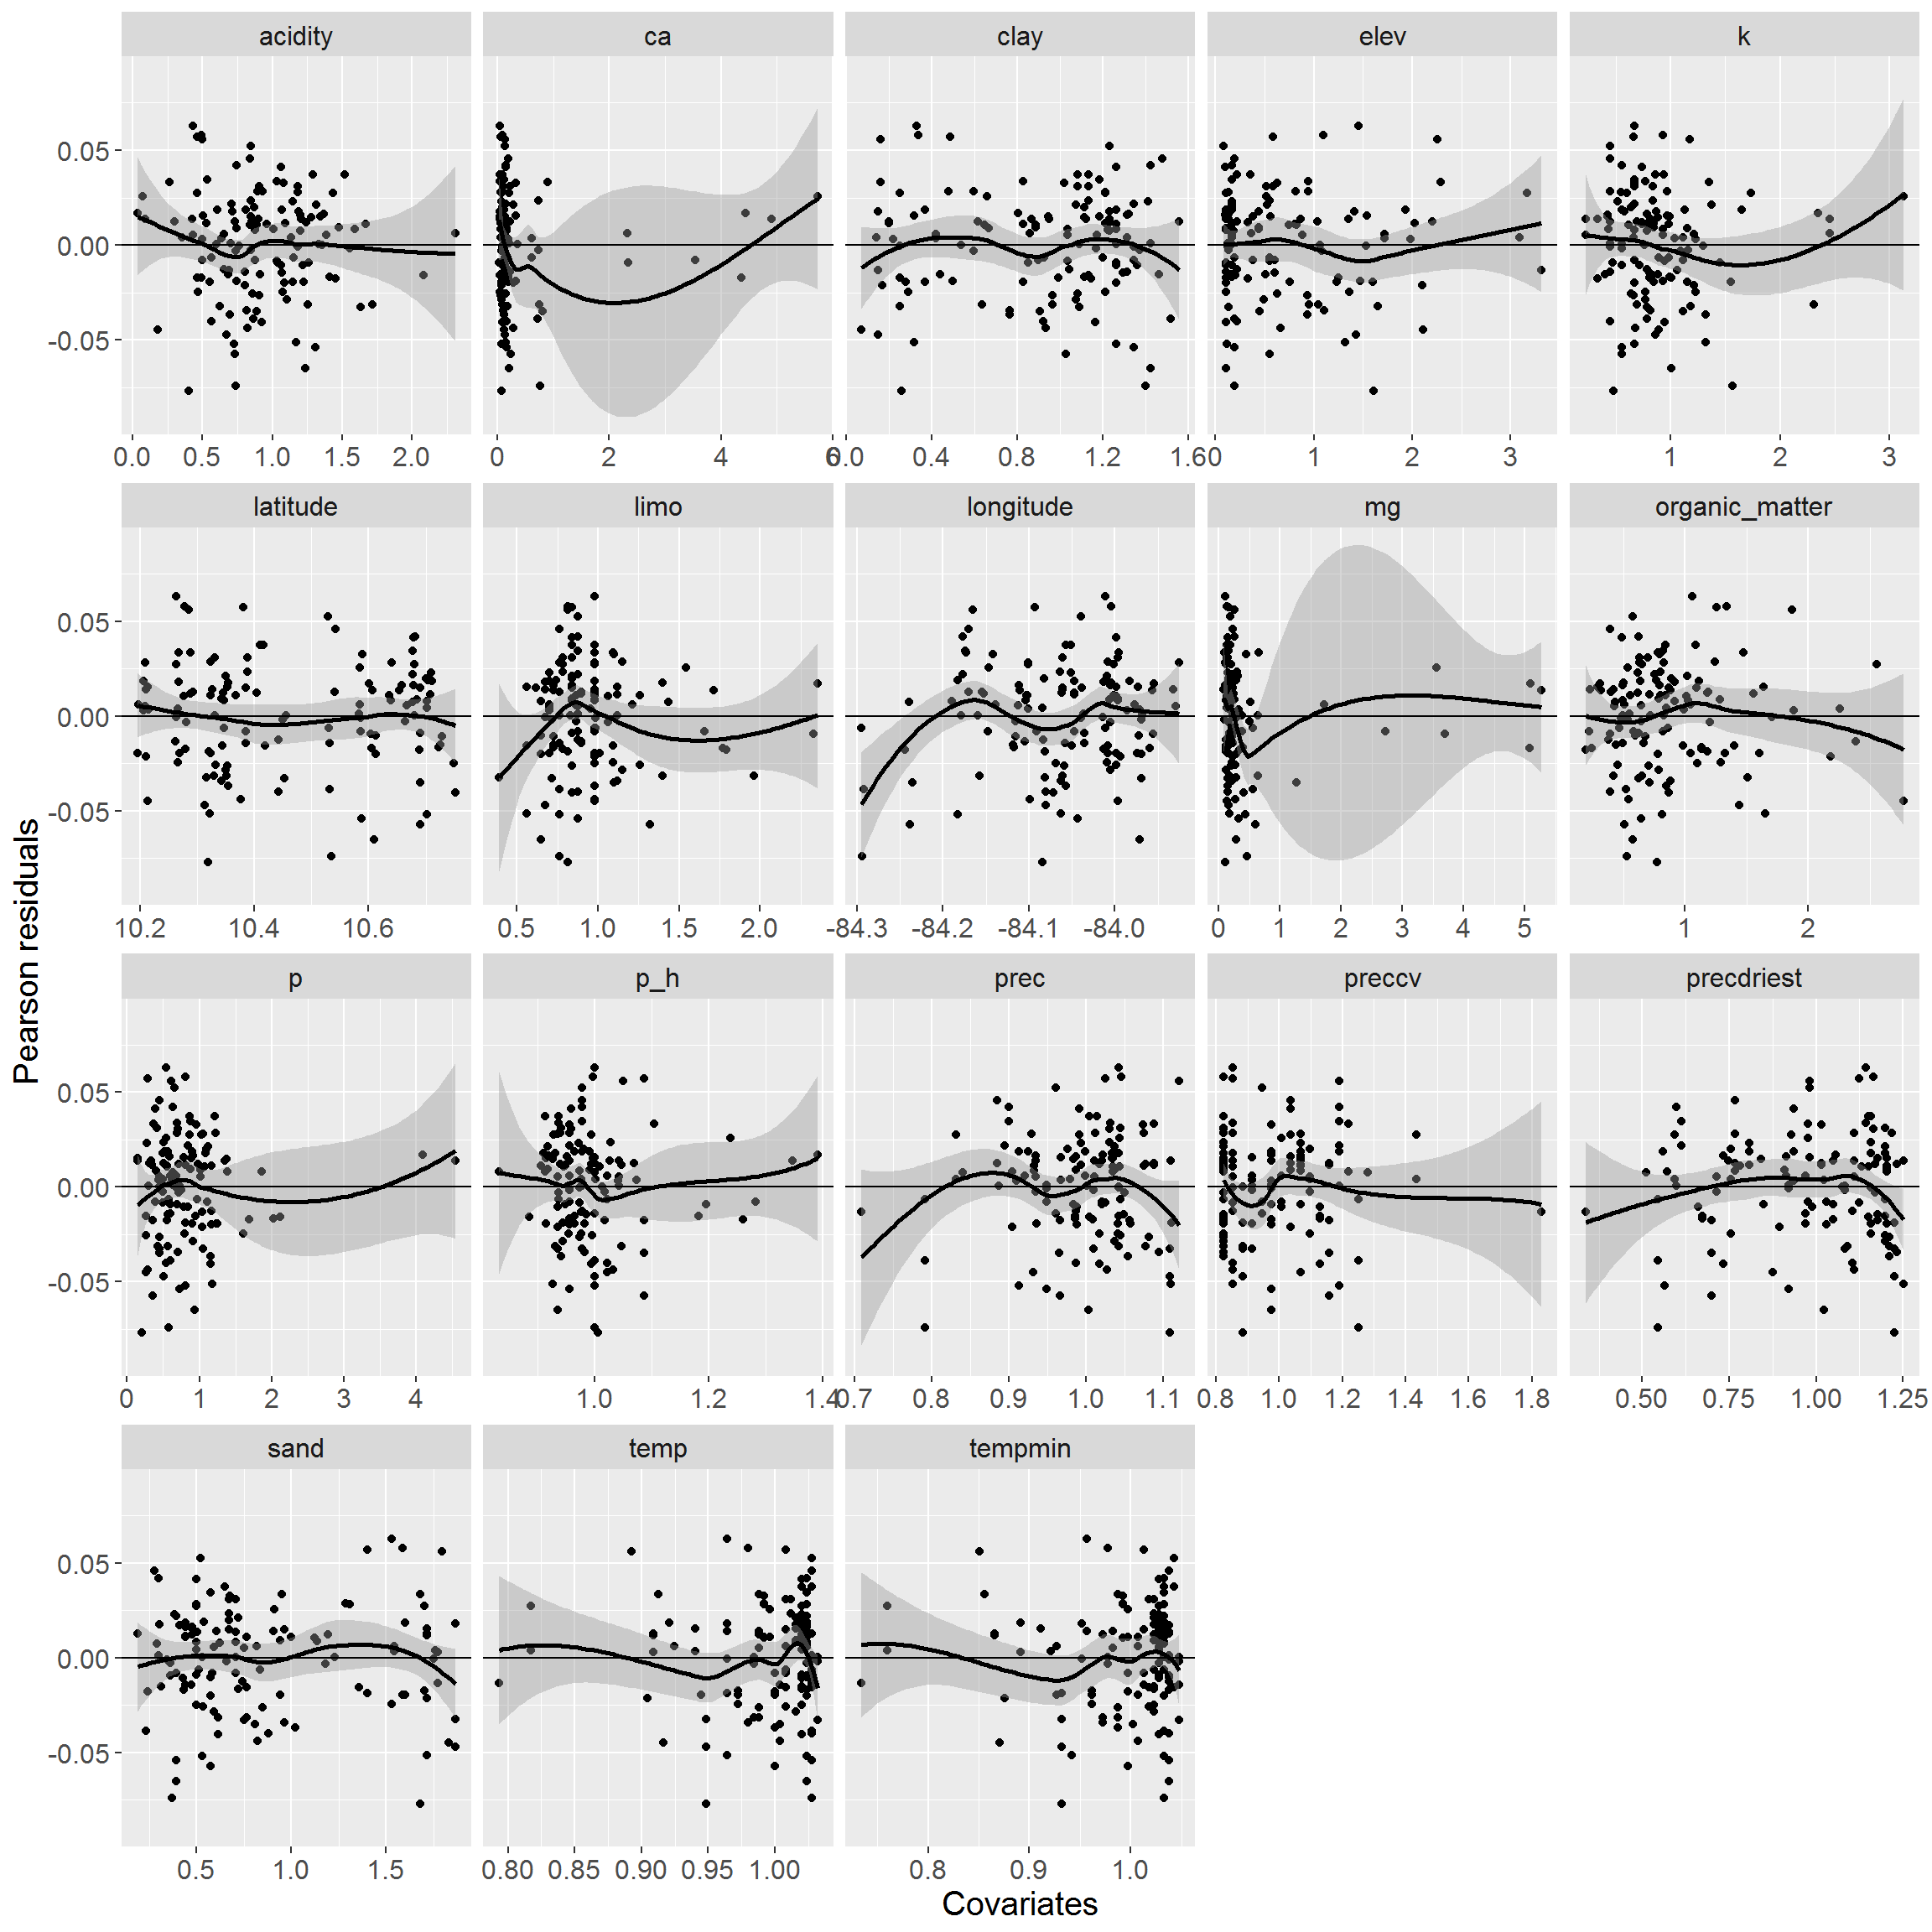 acidity ca clay elev k
0.05
0.00
-0.05
0.0 0.5 1.0 1.5 2.0 0 2 4 6 0.0 0.4 0.8 1.2 1.6 0 1 2 3 1 2 3
latitude limo longitude mg organic_matter
0.05
0.00
-0.05
10.2 10.4 10.6 0.5 1.0 1.5 2.0 -84.3 -84.2 -84.1 -84.0 0 1 2 3 4 5 1 2
Pearson residuals
p p_h prec preccv precdriest
0.05
0.00
-0.05
0 1 2 3 4 1.0 1.2 1.4 0.7 0.8 0.9 1.0 1.1 0.8 1.0 1.2 1.4 1.6 1.8 0.50 0.75 1.00 1.25
sand temp tempmin
0.05
0.00
-0.05
0.5 1.0 1.5 0.80 0.85 0.90 0.95 1.00 0.8 0.9 1.0
Covariates